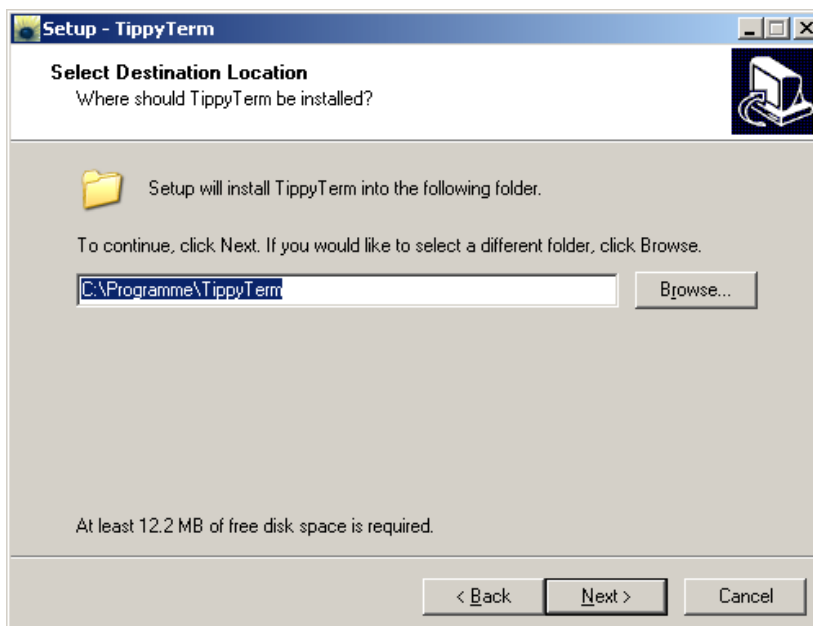 Setup - TippyTerm
Select Destination Location
Where should TippyTerm be installed?
Setup will install TippyTerm into the following folder.
To continue, click Next. If you would like to select a different folder, click Browse.
C:\Programme\TippyTerm
Browse...
At least 12.2 MB of free disk space is required.
< Back
Next >
Cancel